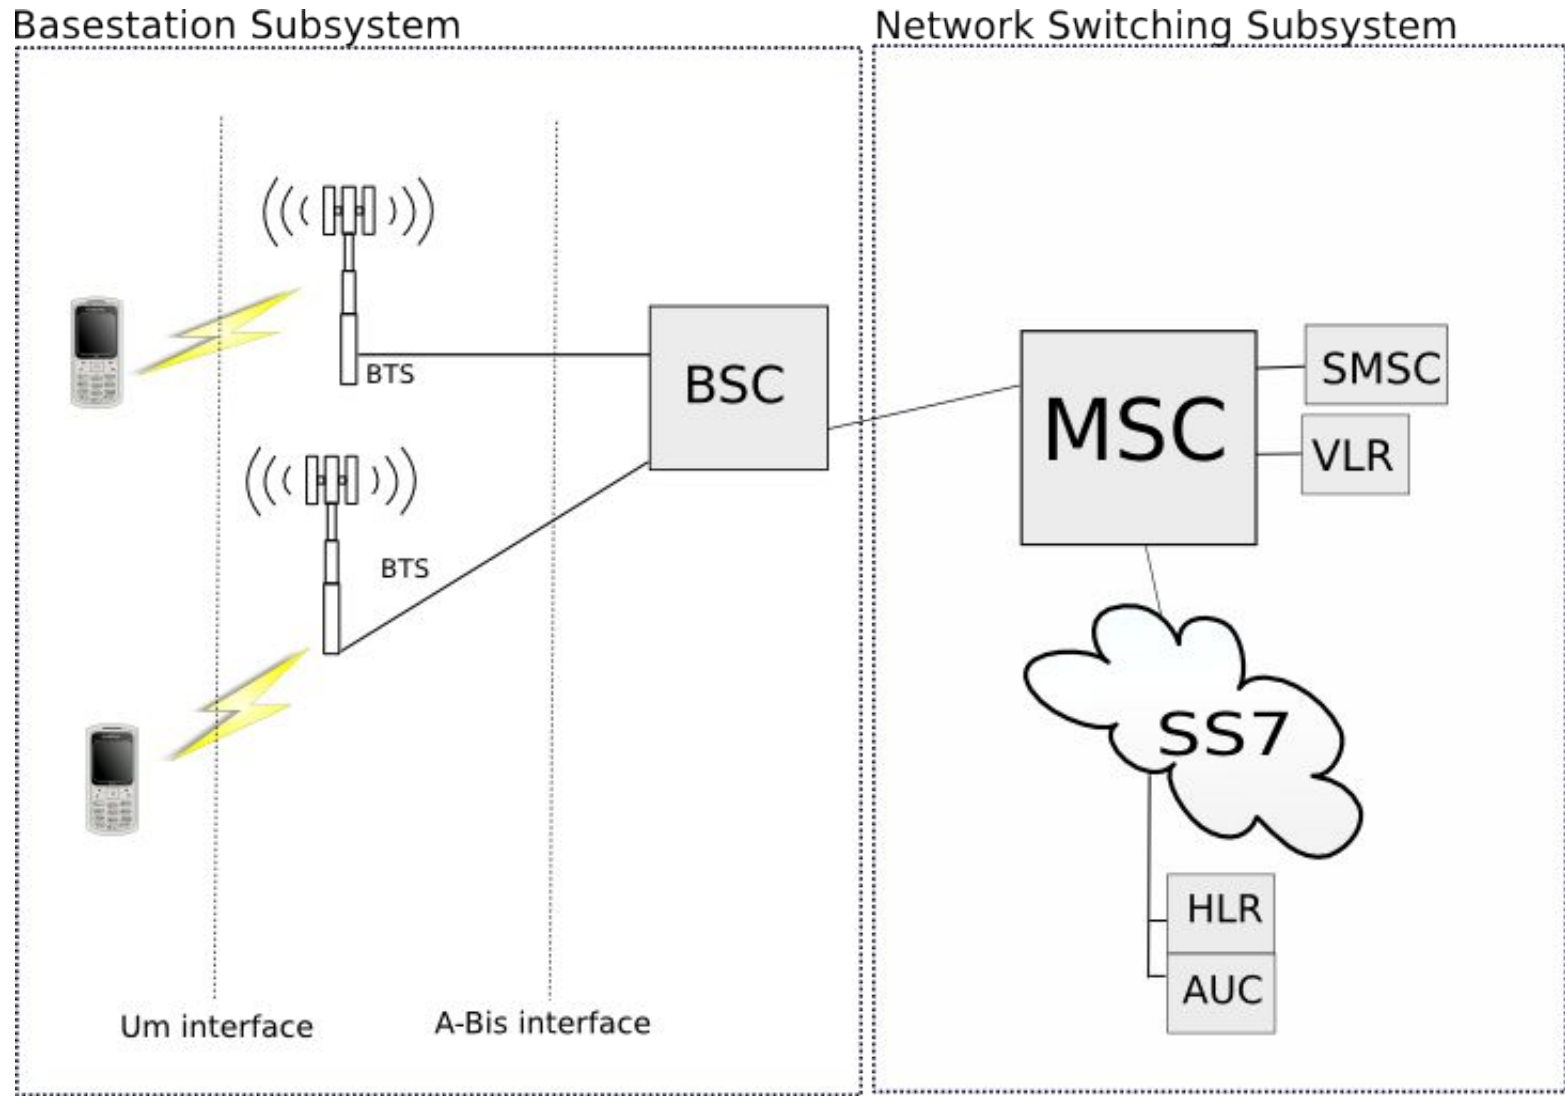 Basestation Subsystem
Network Switching Subsystem
BTS
BSC
BTS
Um interface
A-Bis interface
MSC
SMSC
VLR
SS7
HLR
AUC